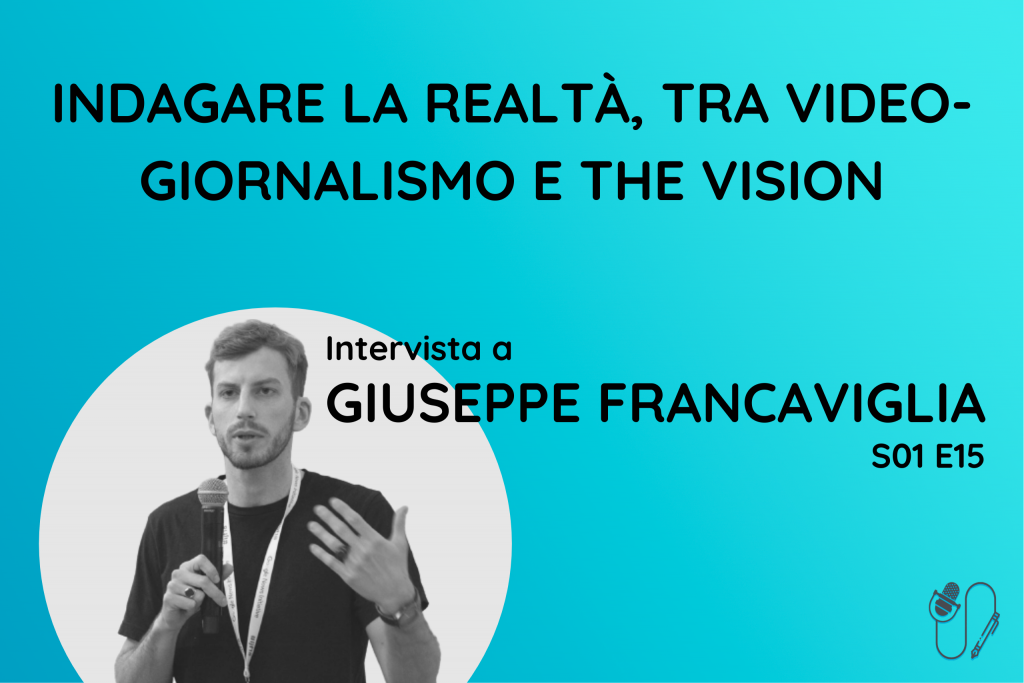 INDAGARE LA REALTÀ, TRA VIDEO-
GIORNALISMO E THE VISION
Intervista a
GIUSEPPE FRANCAVIGLIA
S01 E15